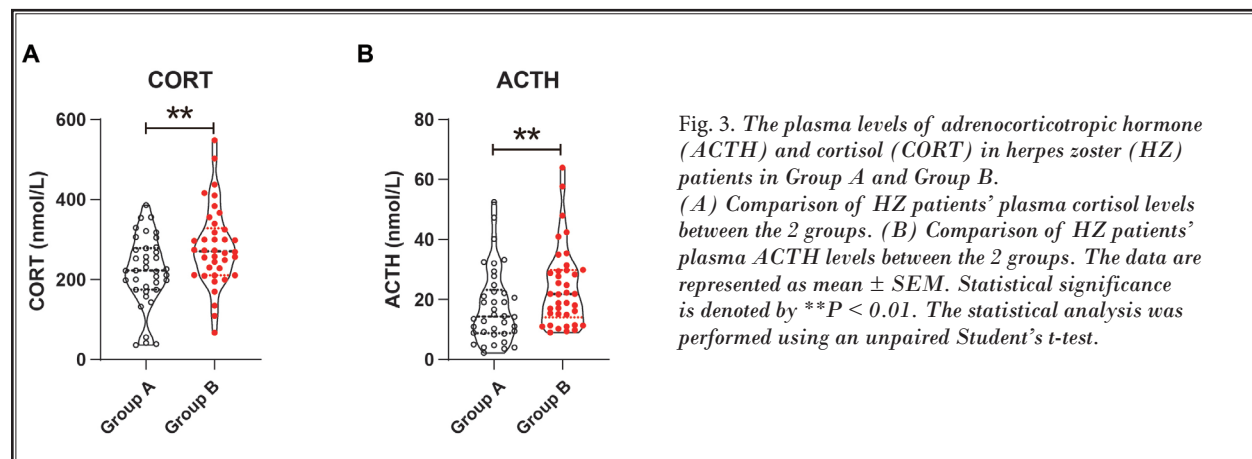 A
CORT
**
600
400
200
0
CORT (nmol/L)
Group A
Group B
B
ACTH
**
80
60
40
20
0
ACTH (nmol/L)
Group A
Group B
Fig. 3. The plasma levels of adrenocorticotropic hormone
(ACTH) and cortisol (CORT) in herpes zoster (HZ)
patients in Group A and Group B.
(A) Comparison of HZ patients' plasma cortisol levels
between the 2 groups. (B) Comparison of HZ patients'
plasma ACTH levels between the 2 groups. The data are
represented as mean ± SEM. Statistical significance
is denoted by **P < 0.01. The statistical analysis was
performed using an unpaired Student's t-test.